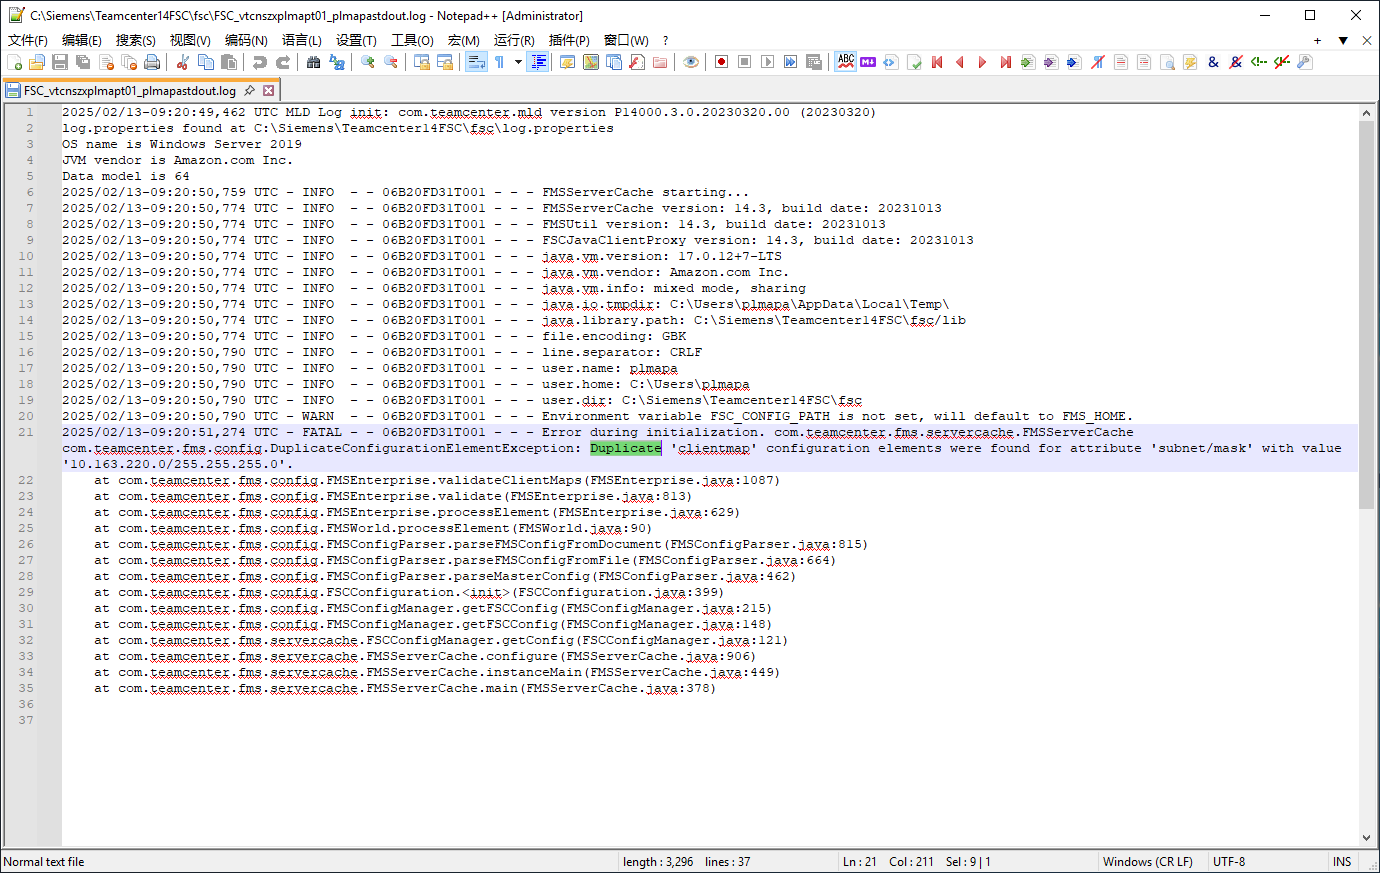 C:\Siemens\Teamcenter14FSC\fsc\FSC_vtcnszxplmapt01_plmapastdout.log - Notepad++ [Administrator]
文件(F) 编辑(E) 搜索(S) 视图(V) 编码(N) 语言(L) 设置(T) 工具(O) 宏(M) 运行(R) 插件(P) 窗口(W) ?
FSC_vtcnszxplmapt01_plmapastdout.log
1 2025/02/13-09:20:49,462 UTC MLD Log init: com.teamcenter.mld version P14000.3.0.20230320.00 (20230320)
2 log.properties found at C:\Siemens\Teamcenter14FSC\fsc\log.properties
3 OS name is Windows Server 2019
4 JVM vendor is Amazon.com Inc.
5 Data model is 64
6 2025/02/13-09:20:50,759 UTC - INFO  - - 06B20FD31T001 - - - FMSServerCache starting...
7 2025/02/13-09:20:50,774 UTC - INFO  - - 06B20FD31T001 - - - FMSServerCache version: 14.3, build date: 20231013
8 2025/02/13-09:20:50,774 UTC - INFO  - - 06B20FD31T001 - - - FMSUtil version: 14.3, build date: 20231013
9 2025/02/13-09:20:50,774 UTC - INFO  - - 06B20FD31T001 - - - FSCJavaClientProxy version: 14.3, build date: 20231013
10 2025/02/13-09:20:50,774 UTC - INFO  - - 06B20FD31T001 - - - java.vm.version: 17.0.12+7-LTS
11 2025/02/13-09:20:50,774 UTC - INFO  - - 06B20FD31T001 - - - java.vm.vendor: Amazon.com Inc.
12 2025/02/13-09:20:50,774 UTC - INFO  - - 06B20FD31T001 - - - java.vm.info: mixed mode, sharing
13 2025/02/13-09:20:50,774 UTC - INFO  - - 06B20FD31T001 - - - java.io.tmpdir: C:\Users\plmapa\AppData\Local\Temp\
14 2025/02/13-09:20:50,774 UTC - INFO  - - 06B20FD31T001 - - - java.library.path: C:\Siemens\Teamcenter14FSC\fsc/lib
15 2025/02/13-09:20:50,774 UTC - INFO  - - 06B20FD31T001 - - - file.encoding: GBK
16 2025/02/13-09:20:50,790 UTC - INFO  - - 06B20FD31T001 - - - line.separator: CRLF
17 2025/02/13-09:20:50,790 UTC - INFO  - - 06B20FD31T001 - - - user.name: plmapa
18 2025/02/13-09:20:50,790 UTC - INFO  - - 06B20FD31T001 - - - user.home: C:\Users\plmapa
19 2025/02/13-09:20:50,790 UTC - INFO  - - 06B20FD31T001 - - - user.dir: C:\Siemens\Teamcenter14FSC\fsc
20 2025/02/13-09:20:50,790 UTC - WARN  - - 06B20FD31T001 - - - Environment variable FSC_CONFIG_PATH is not set, will default to FMS_HOME.
21 2025/02/13-09:20:51,274 UTC - FATAL - - 06B20FD31T001 - - - Error during initialization. com.teamcenter.fms.servercache.FMSServerCache
com.teamcenter.fms.config.DuplicateConfigurationElementException: Duplicate 'clientmap' configuration elements were found for attribute 'subnet/mask' with value
'10.163.220.0/255.255.255.0'.
22 at com.teamcenter.fms.config.FMSEnterprise.validateClientMaps(FMSEnterprise.java:1087)
23 at com.teamcenter.fms.config.FMSEnterprise.validate(FMSEnterprise.java:813)
24 at com.teamcenter.fms.config.FMSEnterprise.processElement(FMSEnterprise.java:629)
25 at com.teamcenter.fms.config.FMSWorld.processElement(FMSWorld.java:90)
26 at com.teamcenter.fms.config.FMSConfigParser.parseFMSConfigFromDocument(FMSConfigParser.java:815)
27 at com.teamcenter.fms.config.FMSConfigParser.parseFMSConfigFromFile(FMSConfigParser.java:664)
28 at com.teamcenter.fms.config.FMSConfigParser.parseMasterConfig(FMSConfigParser.java:462)
29 at com.teamcenter.fms.config.FSCConfiguration.<init>(FSCConfiguration.java:399)
30 at com.teamcenter.fms.config.FMSConfigManager.getFSCConfig(FMSConfigManager.java:215)
31 at com.teamcenter.fms.config.FMSConfigManager.getFSCConfig(FMSConfigManager.java:148)
32 at com.teamcenter.fms.servercache.FSCConfigManager.getConfig(FSCConfigManager.java:121)
33 at com.teamcenter.fms.servercache.FMSServerCache.configure(FMSServerCache.java:906)
34 at com.teamcenter.fms.servercache.FMSServerCache.instanceMain(FMSServerCache.java:449)
35 at com.teamcenter.fms.servercache.FMSServerCache.main(FMSServerCache.java:378)
36
37
Normal text file length : 3,296 lines : 37 Ln : 21 Col : 211 Sel : 9 | 1 Windows (CR LF) UTF-8 INS